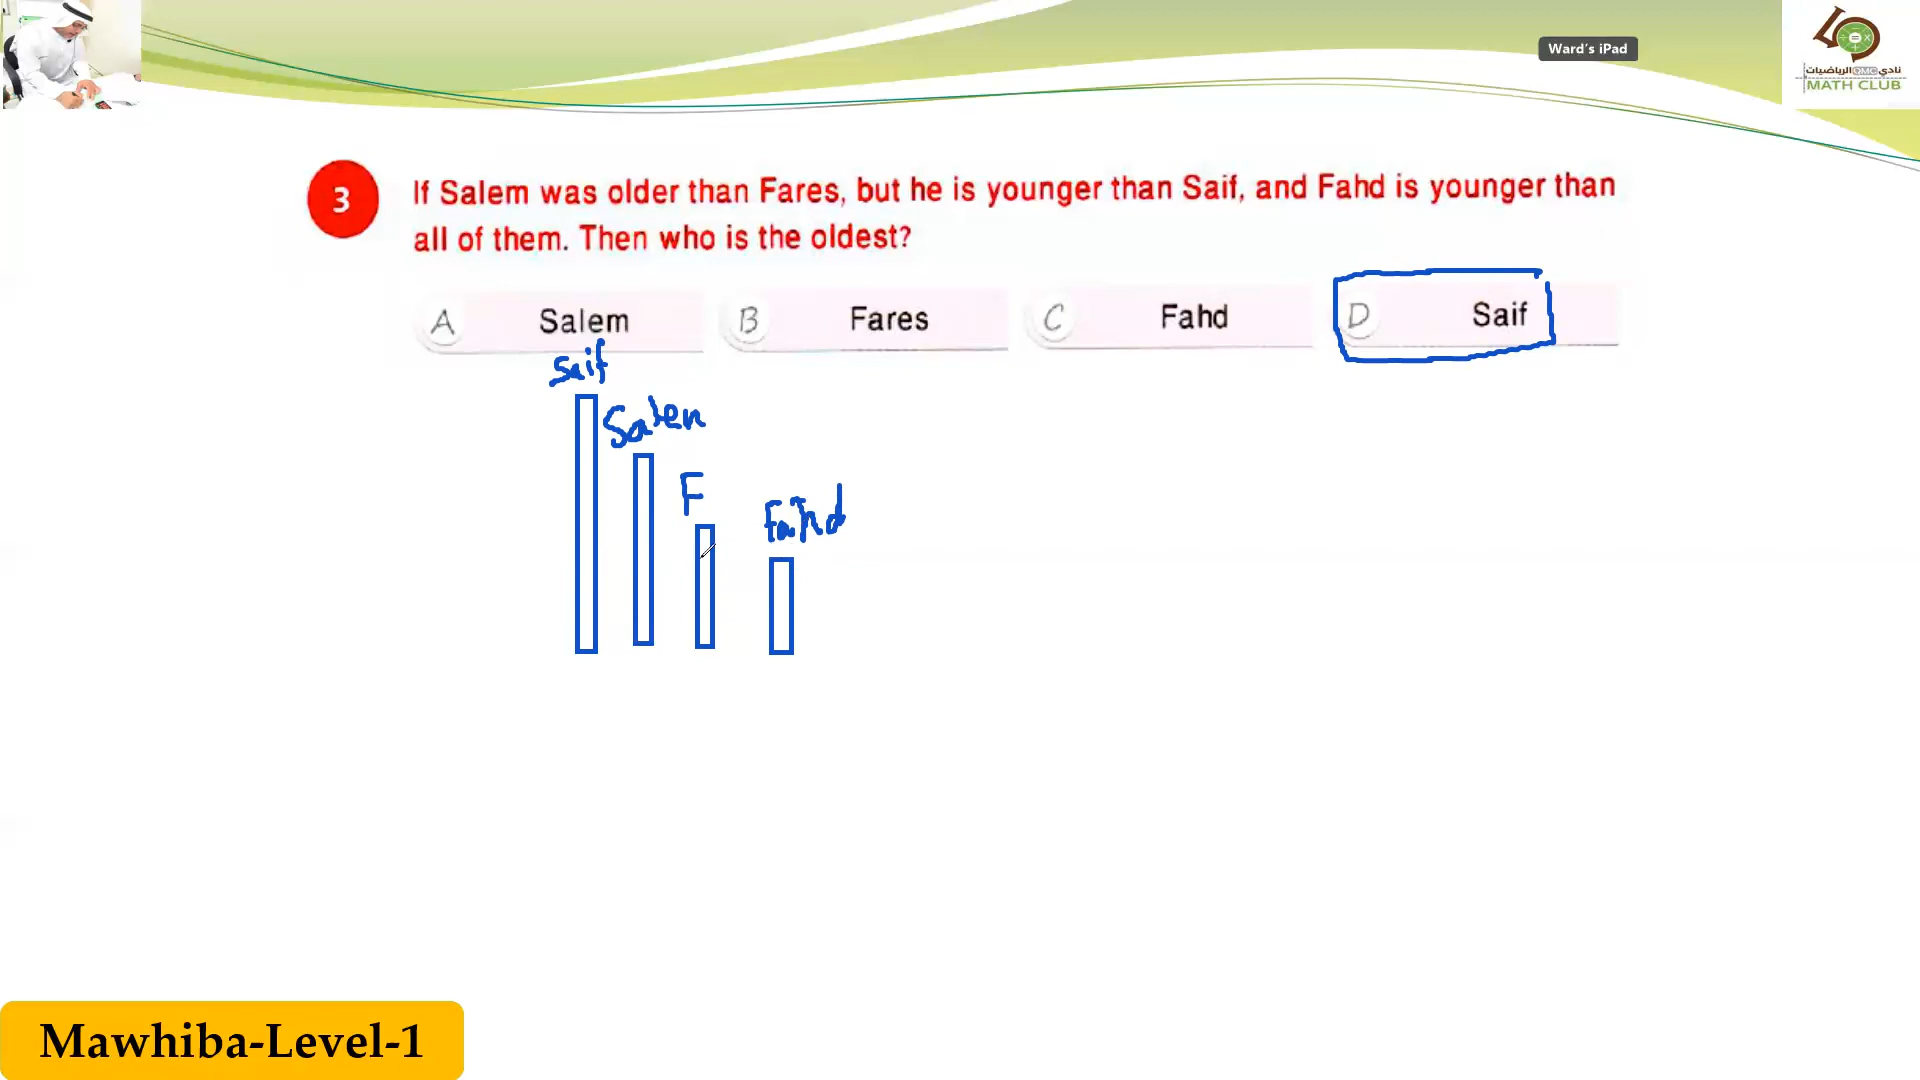 Ward's iPad
نادي QMC الرياضيات
MATH CLUB
3
If Salem was older than Fares, but he is younger than Saif, and Fahd is younger than
all of them. Then who is the oldest?
A Salem
B Fares
C Fahd
D Saif
Saif
Salem
F
Fahd
Mawhiba-Level-1